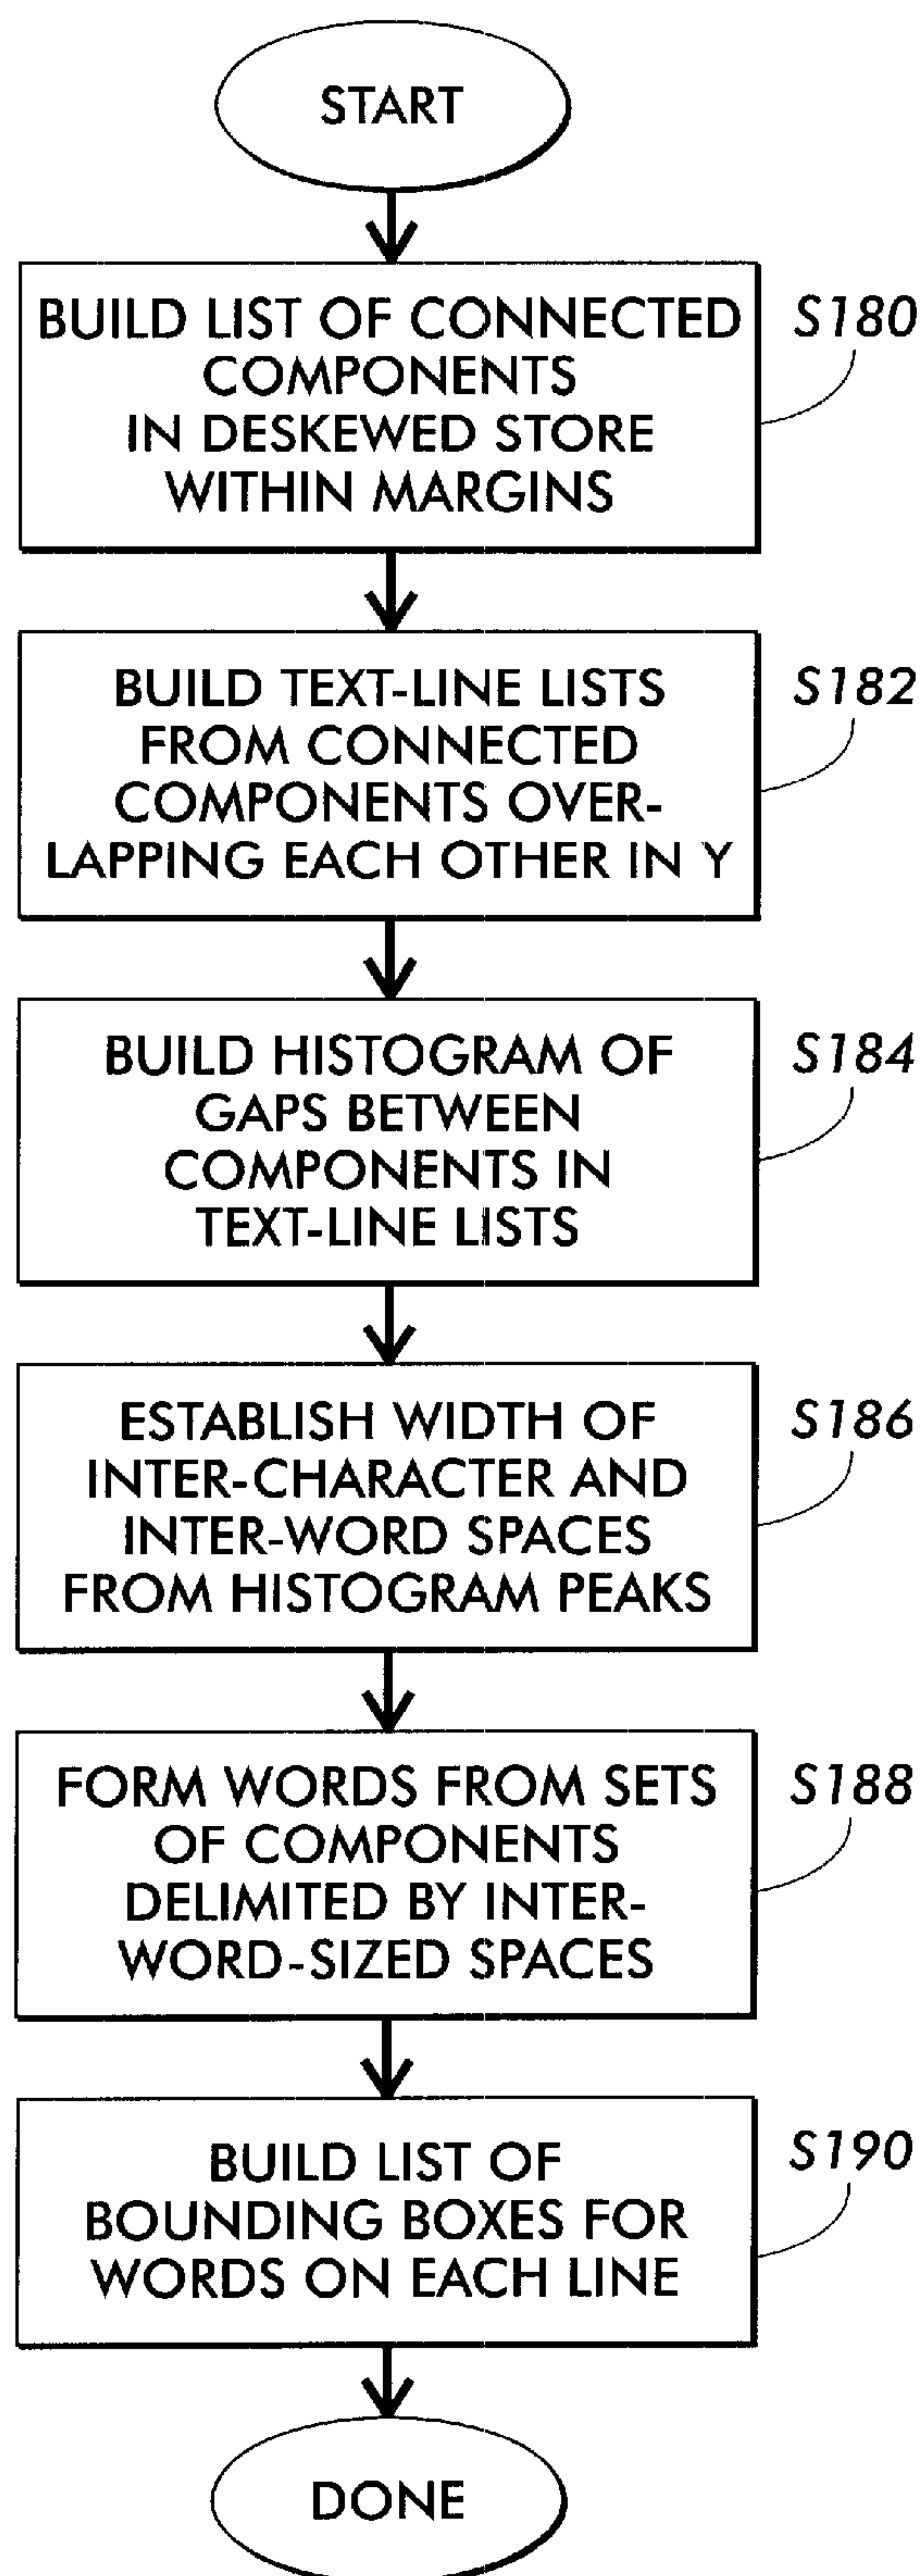 START
BUILD LIST OF CONNECTED
COMPONENTS
IN DESKEWED STORE
WITHIN MARGINS
S180
BUILD TEXT-LINE LISTS
FROM CONNECTED
COMPONENTS OVER-
LAPPING EACH OTHER IN Y
S182
BUILD HISTOGRAM OF
GAPS BETWEEN
COMPONENTS IN
TEXT-LINE LISTS
S184
ESTABLISH WIDTH OF
INTER-CHARACTER AND
INTER-WORD SPACES
FROM HISTOGRAM PEAKS
S186
FORM WORDS FROM SETS
OF COMPONENTS
DELIMITED BY INTER-
WORD-SIZED SPACES
S188
BUILD LIST OF
BOUNDING BOXES FOR
WORDS ON EACH LINE
S190
DONE